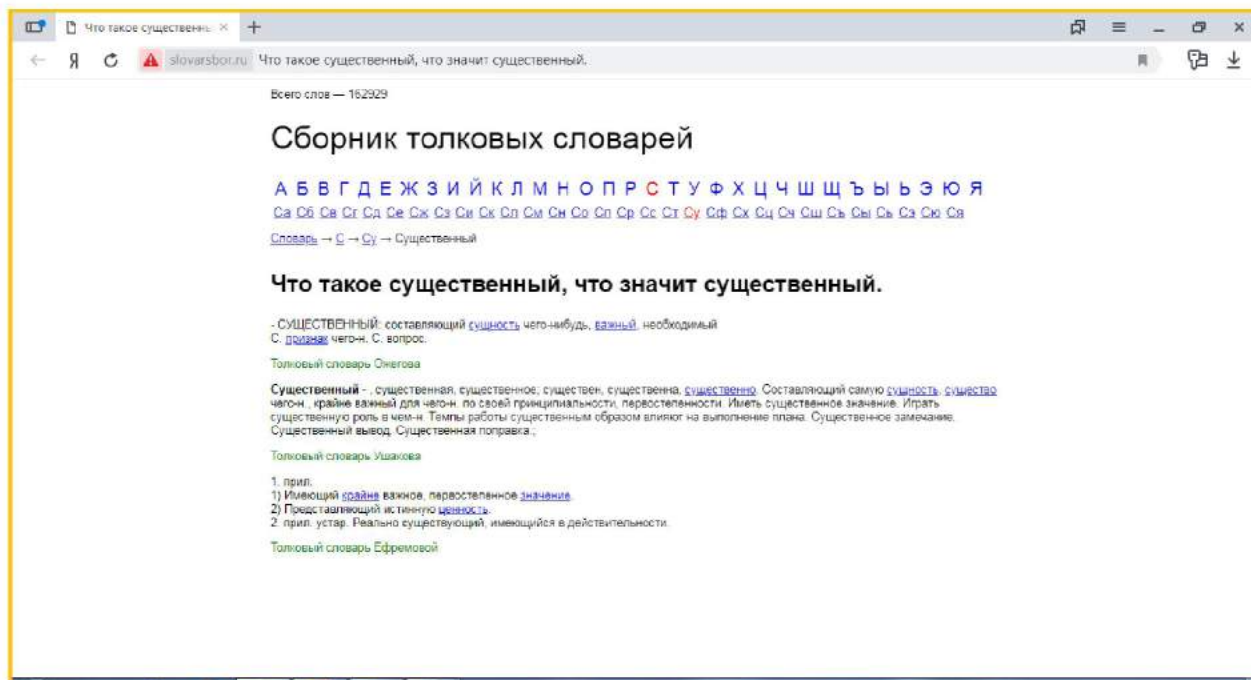 Что такое существенны
slovarsbor.ru Что такое существенный, что значит существенный.
Всего слов — 162929
Сборник толковых словарей
А Б В Г Д Е Ж З И Й К Л М Н О П Р С Т У Ф Х Ц Ч Ш Щ Ъ Ы Ь Э Ю Я
Са Сб Св Сг Сд Се Сж Сз Си Ск Сл См Сн Со Сп Ср Сс Ст Су Сф Сх Сц Сч Сш Съ Сы Сь Сэ Сю Ся
Словарь → С → Су → Существенный
Что такое существенный, что значит существенный.
- СУЩЕСТВЕННЫЙ: составляющий сущность чего-нибудь, важный, необходимый
С. признак чего-н. С. вопрос.
Толковый словарь Ожегова
Существенный - , существенная, существенное; существен, существенна, существенно. Составляющий самую сущность, существо
чего-н., крайне важный для чего-н. по своей принципиальности, первостепенности. Иметь существенное значение. Играть
существенную роль в чем-н. Темпы работы существенным образом влияют на выполнение плана. Существенное замечание.
Существенный вывод. Существенная поправка.;
Толковый словарь Ушакова
1. прил.
1) Имеющий крайне важное, первостепенное значение.
2) Представляющий истинную ценность.
2. прил. устар. Реально существующий, имеющийся в действительности.
Толковый словарь Ефремовой